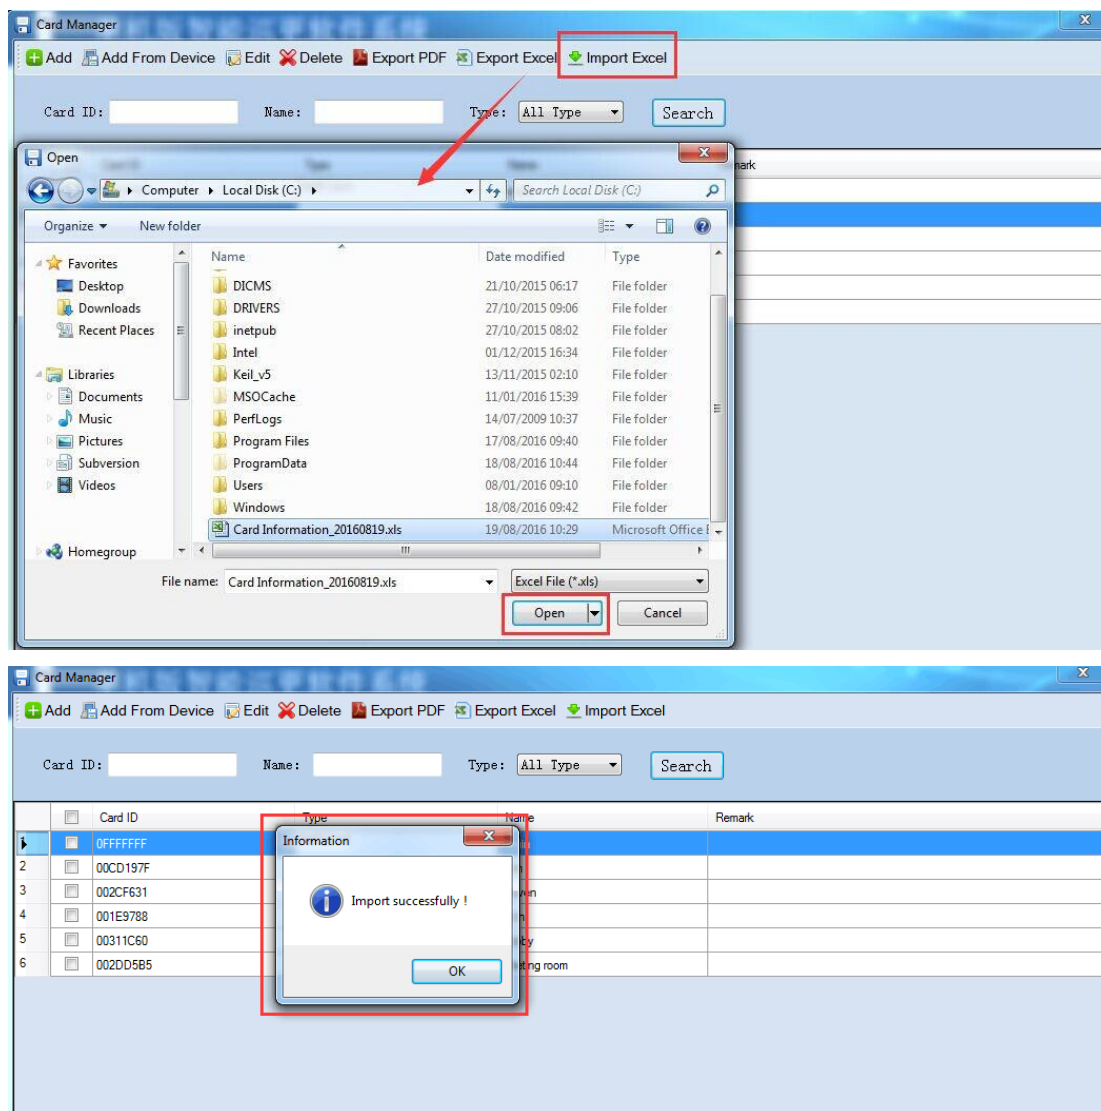 Card Manager
Add Add From Device Edit Delete Export PDF Export Excel Import Excel
Card ID: Name: Type: All Type Search
Open
Computer Local Disk (C:) Search Local Disk (C:)
Organize New folder
Name Date modified Type
Favorites
Desktop DICMS 21/10/2015 06:17 File folder
Downloads DRIVERS 27/10/2015 09:06 File folder
Recent Places inetpub 27/10/2015 08:02 File folder
Intel 01/12/2015 16:34 File folder
Libraries Keil_v5 13/11/2015 02:10 File folder
Documents MSOCache 11/01/2016 15:39 File folder
Music PerfLogs 14/07/2009 10:37 File folder
Pictures Program Files 17/08/2016 09:40 File folder
Subversion ProgramData 18/08/2016 10:44 File folder
Videos Users 08/01/2016 09:10 File folder
Windows 18/08/2016 09:42 File folder
Card Information_20160819.xls 19/08/2016 10:29 Microsoft Office
Homegroup
File name: Card Information_20160819.xls Excel File (*.xls)
Open Cancel
Card Manager
Add Add From Device Edit Delete Export PDF Export Excel Import Excel
Card ID: Name: Type: All Type Search
Card ID Type Name Remark
1 0FFFFFFF
2 00CD197F
3 002CF631
4 001E9788
5 00311C60
6 002DD5B5 room
Information
Import successfully !
OK